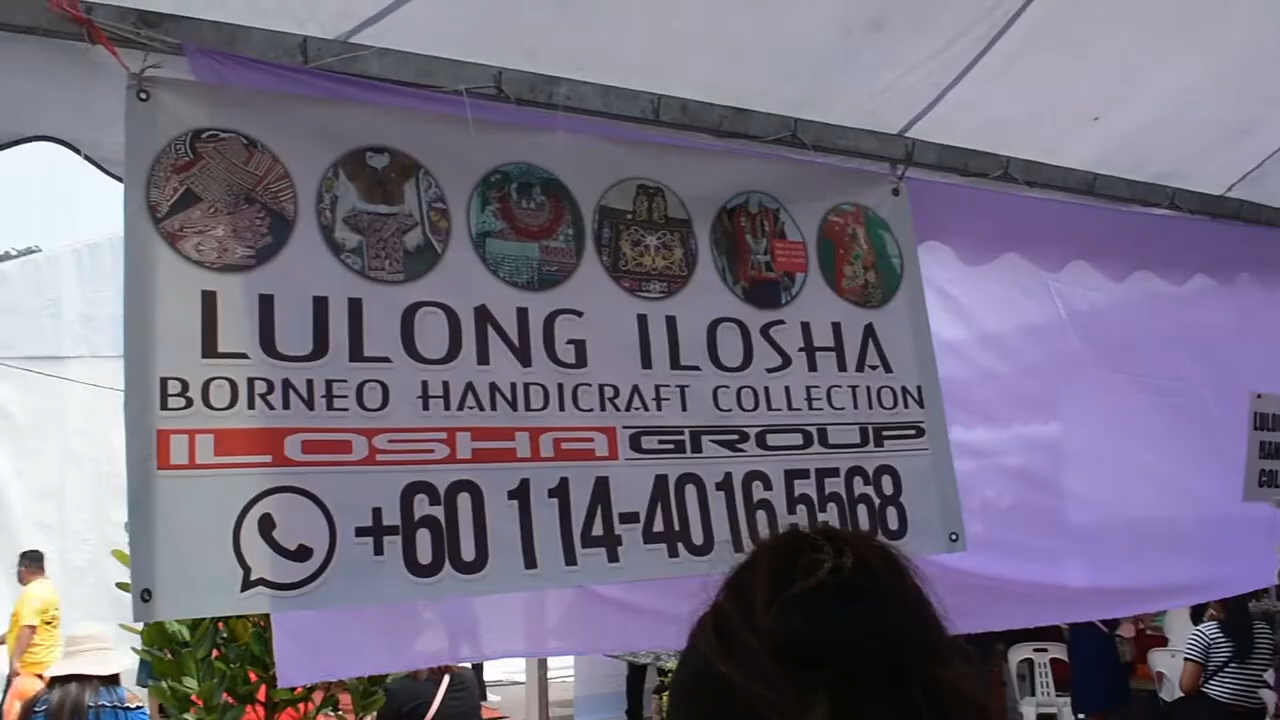 LULONG ILOSHA
BORNEO HANDICRAFT COLLECTION
ILOSHA GROUP
+60 114-4016 5568